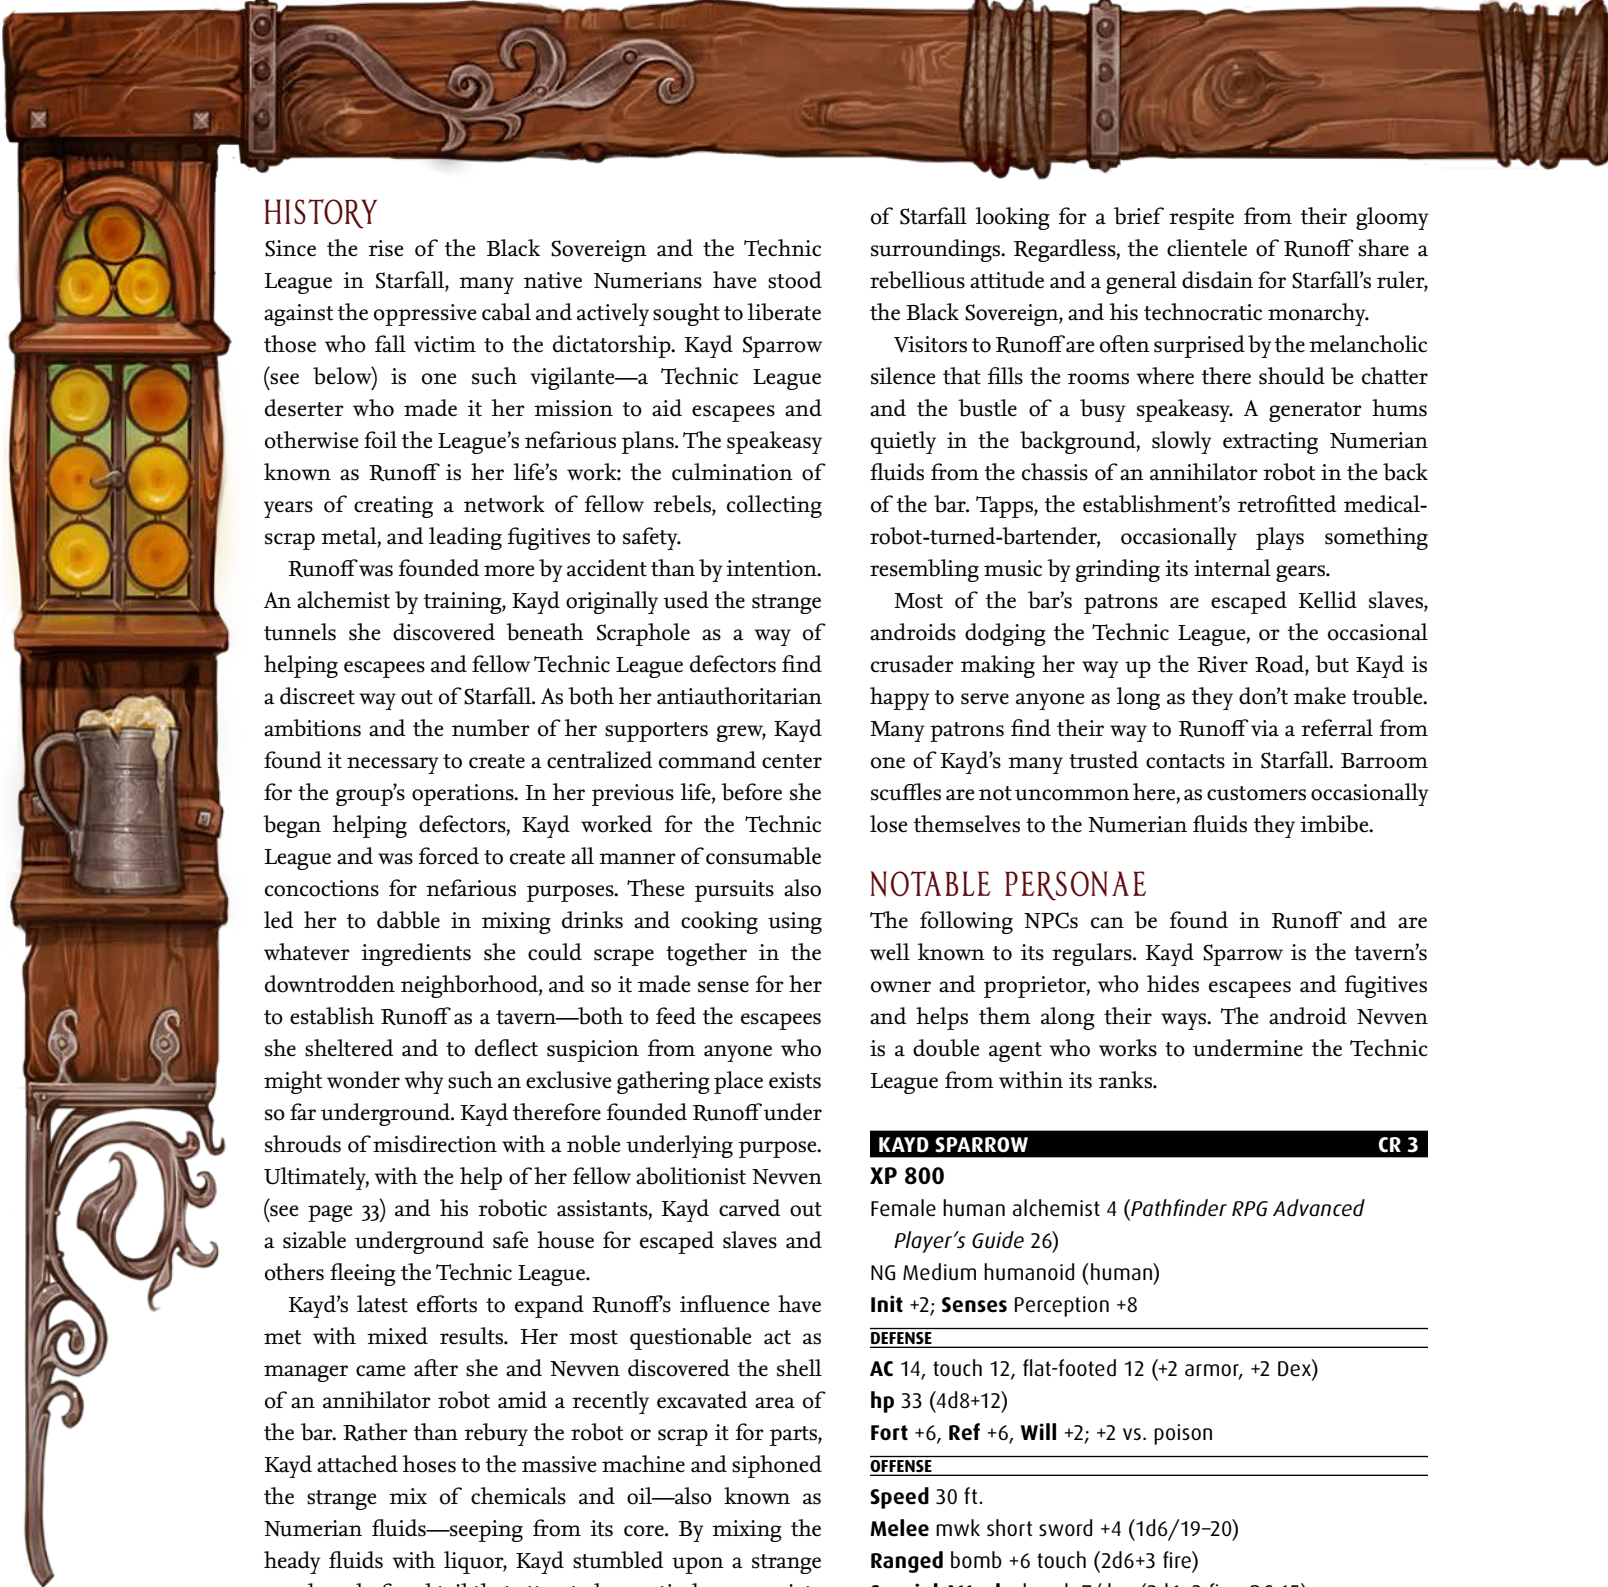 HISTORY
Since the rise of the Black Sovereign and the Technic
League in Starfall, many native Numerians have stood
against the oppressive cabal and actively sought to liberate
those who fall victim to the dictatorship. Kayd Sparrow
(see below) is one such vigilante—a Technic League
deserter who made it her mission to aid escapees and
otherwise foil the League’s nefarious plans. The speakeasy
known as Runoff is her life’s work: the culmination of
years of creating a network of fellow rebels, collecting
scrap metal, and leading fugitives to safety.
Runoff was founded more by accident than by intention.
An alchemist by training, Kayd originally used the strange
tunnels she discovered beneath Scraphole as a way of
helping escapees and fellow Technic League defectors find
a discreet way out of Starfall. As both her antiauthoritarian
ambitions and the number of her supporters grew, Kayd
found it necessary to create a centralized command center
for the group’s operations. In her previous life, before she
began helping defectors, Kayd worked for the Technic
League and was forced to create all manner of consumable
concoctions for nefarious purposes. These pursuits also
led her to dabble in mixing drinks and cooking using
whatever ingredients she could scrape together in the
downtrodden neighborhood, and so it made sense for her
to establish Runoff as a tavern—both to feed the escapees
she sheltered and to deflect suspicion from anyone who
might wonder why such an exclusive gathering place exists
so far underground. Kayd therefore founded Runoff under
shrouds of misdirection with a noble underlying purpose.
Ultimately, with the help of her fellow abolitionist Nevven
(see page 33) and his robotic assistants, Kayd carved out
a sizable underground safe house for escaped slaves and
others fleeing the Technic League.
Kayd’s latest efforts to expand Runoff’s influence have
met with mixed results. Her most questionable act as
manager came after she and Nevven discovered the shell
of an annihilator robot amid a recently excavated area of
the bar. Rather than rebury the robot or scrap it for parts,
Kayd attached hoses to the massive machine and siphoned
the strange mix of chemicals and oil—also known as
Numerian fluids—seeping from its core. By mixing the
heady fluids with liquor, Kayd stumbled upon a strange
of Starfall looking for a brief respite from their gloomy
surroundings. Regardless, the clientele of Runoff share a
rebellious attitude and a general disdain for Starfall’s ruler,
the Black Sovereign, and his technocratic monarchy.
Visitors to Runoff are often surprised by the melancholic
silence that fills the rooms where there should be chatter
and the bustle of a busy speakeasy. A generator hums
quietly in the background, slowly extracting Numerian
fluids from the chassis of an annihilator robot in the back
of the bar. Tapps, the establishment’s retrofitted medical-
robot-turned-bartender, occasionally plays something
resembling music by grinding its internal gears.
Most of the bar’s patrons are escaped Kellid slaves,
androids dodging the Technic League, or the occasional
crusader making her way up the River Road, but Kayd is
happy to serve anyone as long as they don’t make trouble.
Many patrons find their way to Runoff via a referral from
one of Kayd’s many trusted contacts in Starfall. Barroom
scuffles are not uncommon here, as customers occasionally
lose themselves to the Numerian fluids they imbibe.
NOTABLE PERSONAE
The following NPCs can be found in Runoff and are
well known to its regulars. Kayd Sparrow is the tavern’s
owner and proprietor, who hides escapees and fugitives
and helps them along their ways. The android Nevven
is a double agent who works to undermine the Technic
League from within its ranks.
KAYD SPARROW CR 3
XP 800
Female human alchemist 4 (Pathfinder RPG Advanced
Player’s Guide 26)
NG Medium humanoid (human)
Init +2; Senses Perception +8
DEFENSE
AC 14, touch 12, flat-footed 12 (+2 armor, +2 Dex)
hp 33 (4d8+12)
Fort +6, Ref +6, Will +2; +2 vs. poison
OFFENSE
Speed 30 ft.
Melee mwk short sword +4 (1d6/19–20)
Ranged bomb +6 touch (2d6+3 fire)